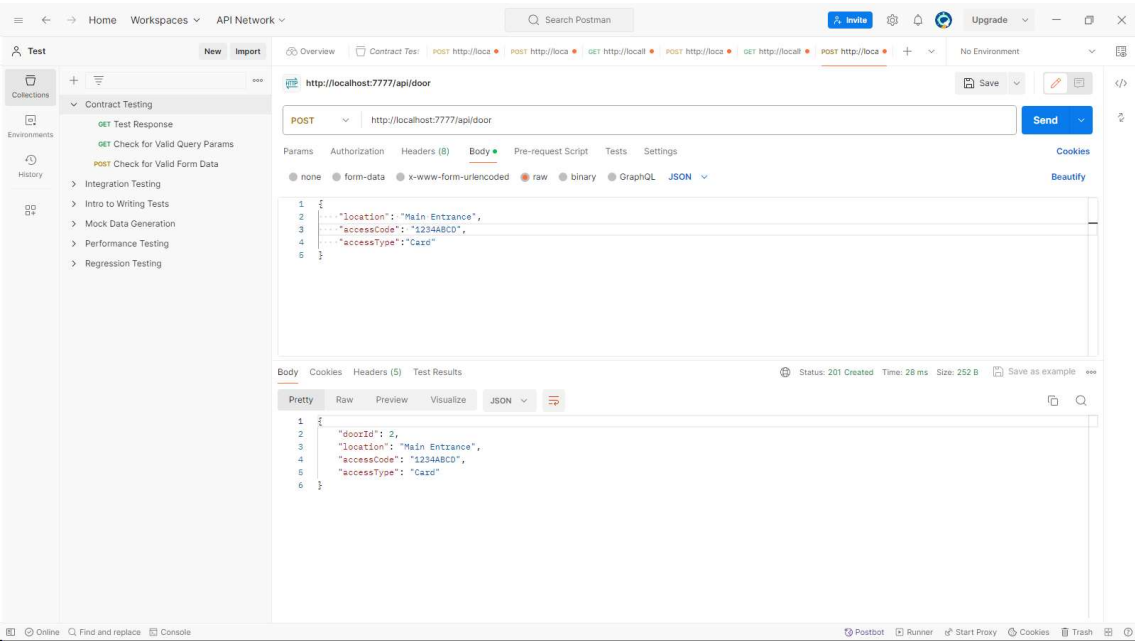 Home Workspaces API Network Search Postman Invite Upgrade
Test New Import Overview Contract Tes POST http://loca POST http://loca GET http://locall POST http://loca GET http://locall POST http://loca No Environment
Collections
Environments
History
Contract Testing
GET Test Response
GET Check for Valid Query Params
POST Check for Valid Form Data
Integration Testing
Intro to Writing Tests
Mock Data Generation
Performance Testing
Regression Testing
HTTP http://localhost:7777/api/door Save
POST http://localhost:7777/api/door Send
Params Authorization Headers (8) Body Pre-request Script Tests Settings Cookies
none form-data x-www-form-urlencoded raw binary GraphQL JSON Beautify
1 {
2 "location": "Main Entrance",
3 "accessCode": "1234ABCD",
4 "accessType":"Card"
5 }
Body Cookies Headers (5) Test Results Status: 201 Created Time: 28 ms Size: 252 B Save as example
Pretty Raw Preview Visualize JSON
1 {
2 "doorId": 2,
3 "location": "Main Entrance",
4 "accessCode": "1234ABCD",
5 "accessType": "Card"
6 }
Online Find and replace Console Postbot Runner Start Proxy Cookies Trash